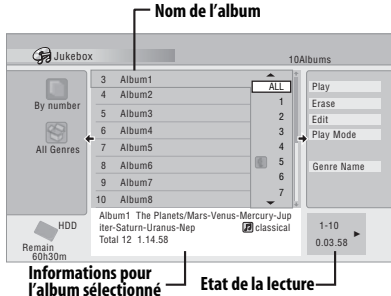 Nom de l'album
Jukebox
10Albums
By number
All Genres
3 Album1
4 Album2
5 Album3
6 Album4
7 Album5
8 Album6
9 Album7
10 Album8
ALL
1
2
3
4
5
6
7
Play
Erase
Edit
Play Mode
Genre Name
HDD
Remain
60h30m
Album1 The Planets/Mars-Venus-Mercury-Jup
iter-Saturn-Uranus-Nep classical
Total 12 1.14.58
1-10
0.03.58
Informations pour
l'album sélectionné
Etat de la lecture